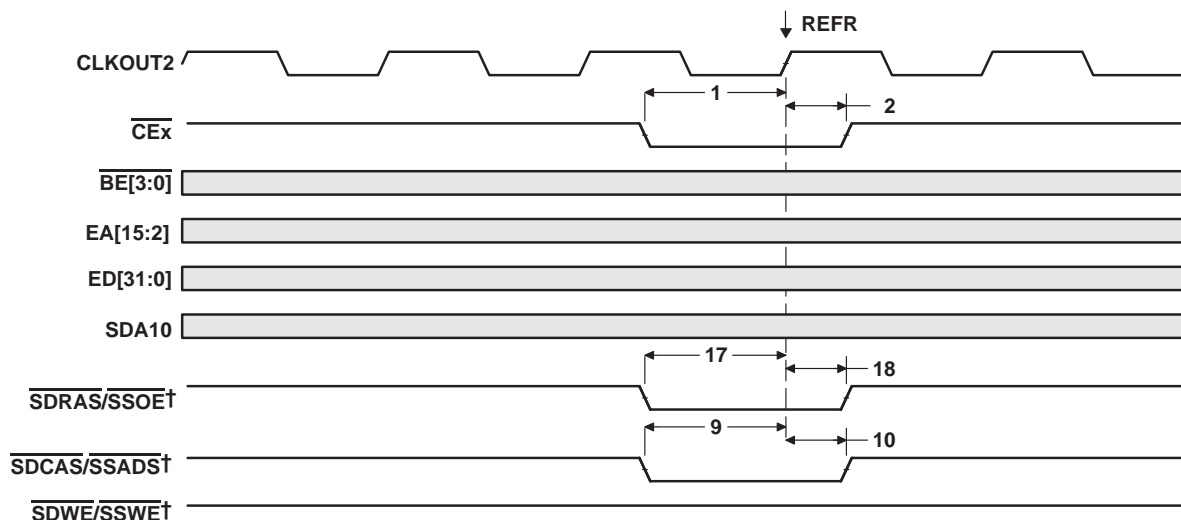 REFR
CLKOUT2
1
2
CEx
BE[3:0]
EA[15:2]
ED[31:0]
SDA10
17
18
SDRAS/SSOE†
9
10
SDCAS/SSADS†
SDWE/SSWE†